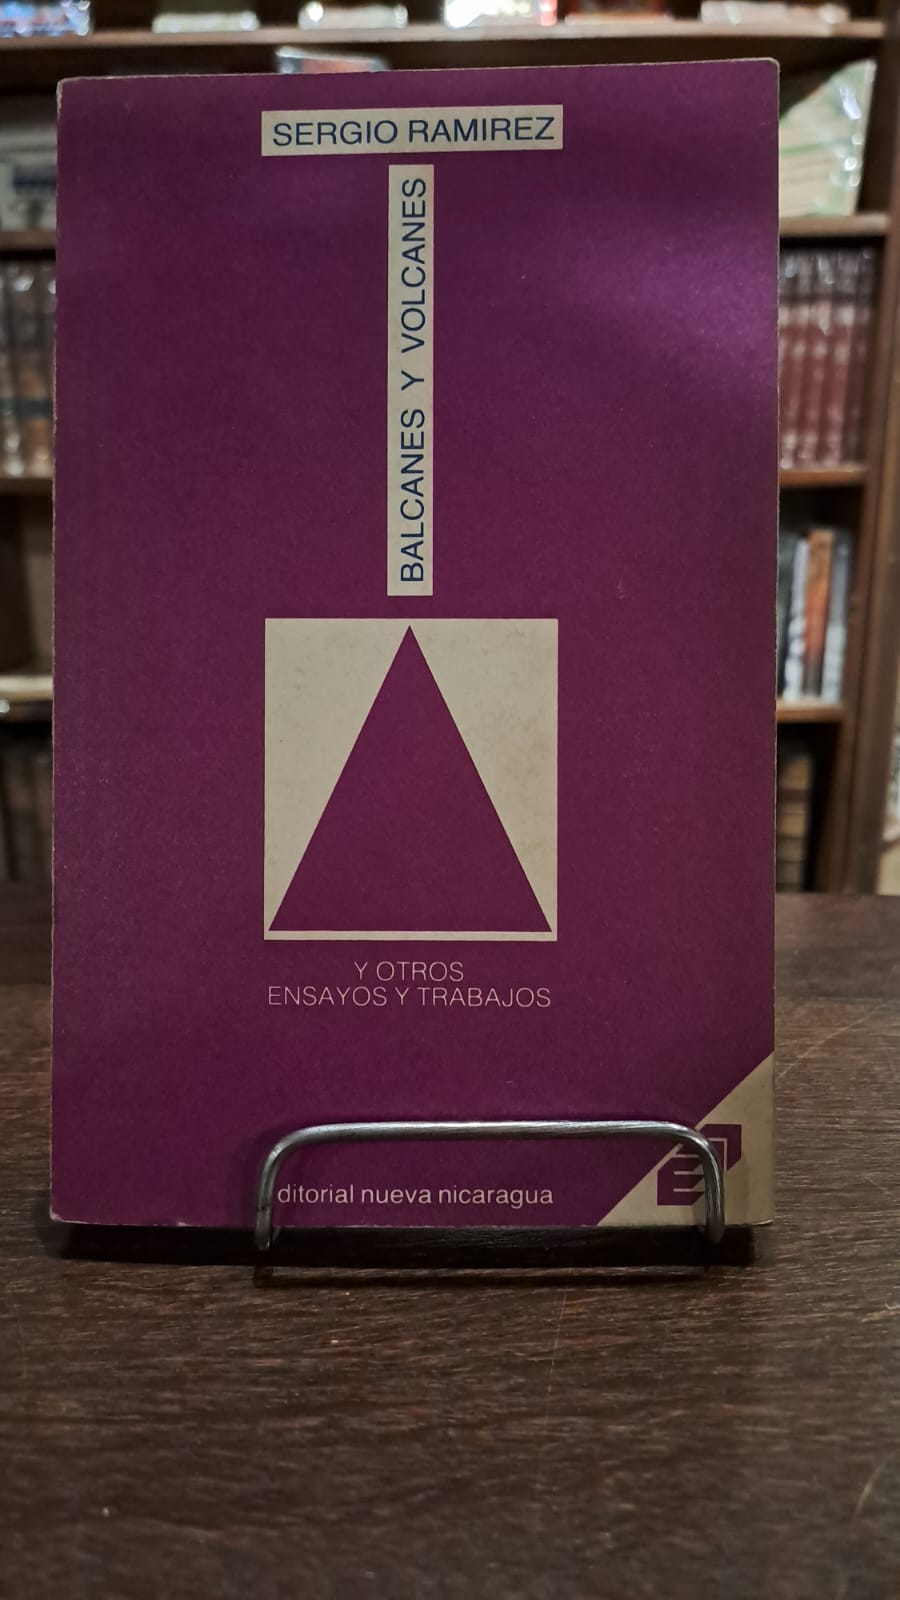 SERGIO RAMIREZ
BALCANES Y VOLCANES
Y OTROS
ENSAYOS Y TRABAJOS
ditorial nueva nicaragua